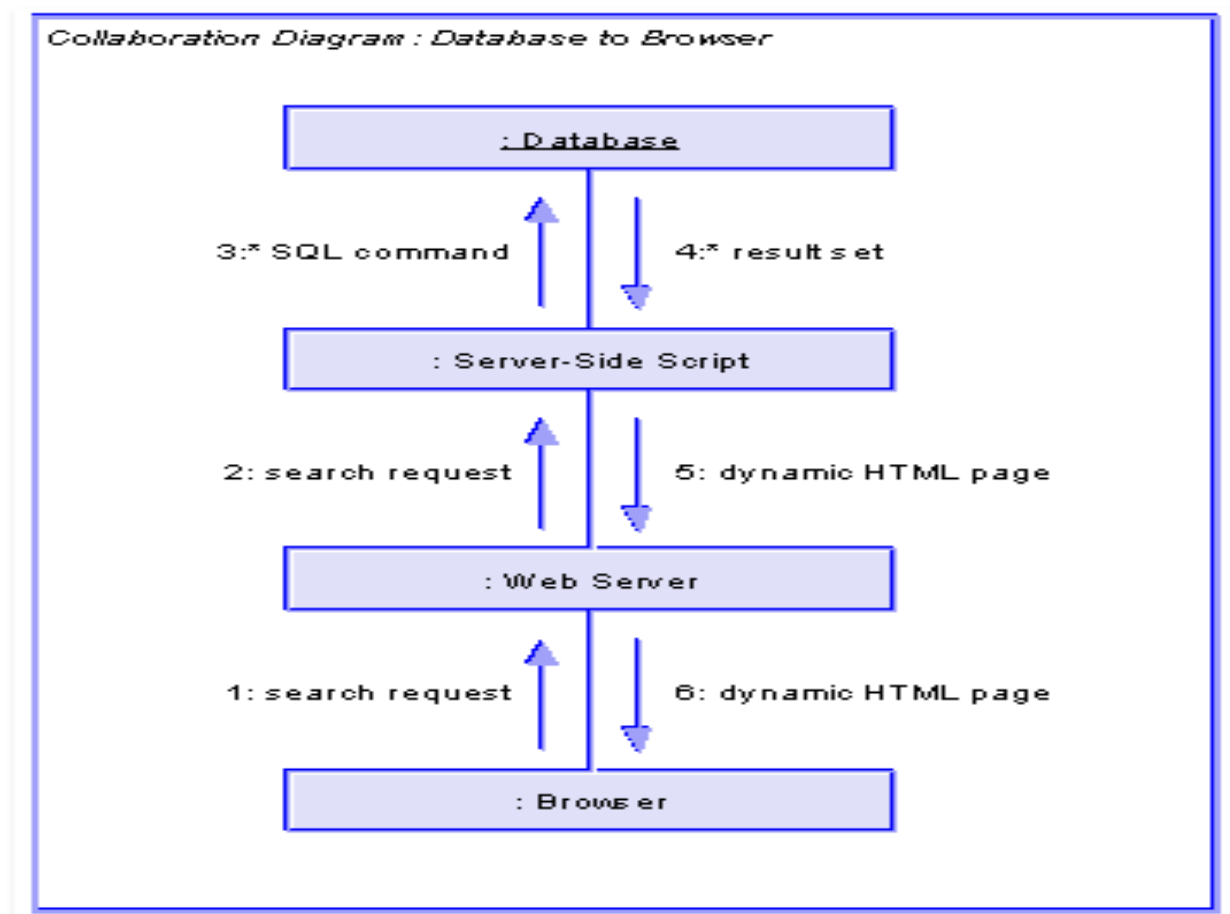 Collaboration Diagram : Database to Browser
: Database
3:* SQL command
4:* result set
: Server-Side Script
2: search request
5: dynamic HTML page
: Web Server
1: search request
6: dynamic HTML page
: Browser